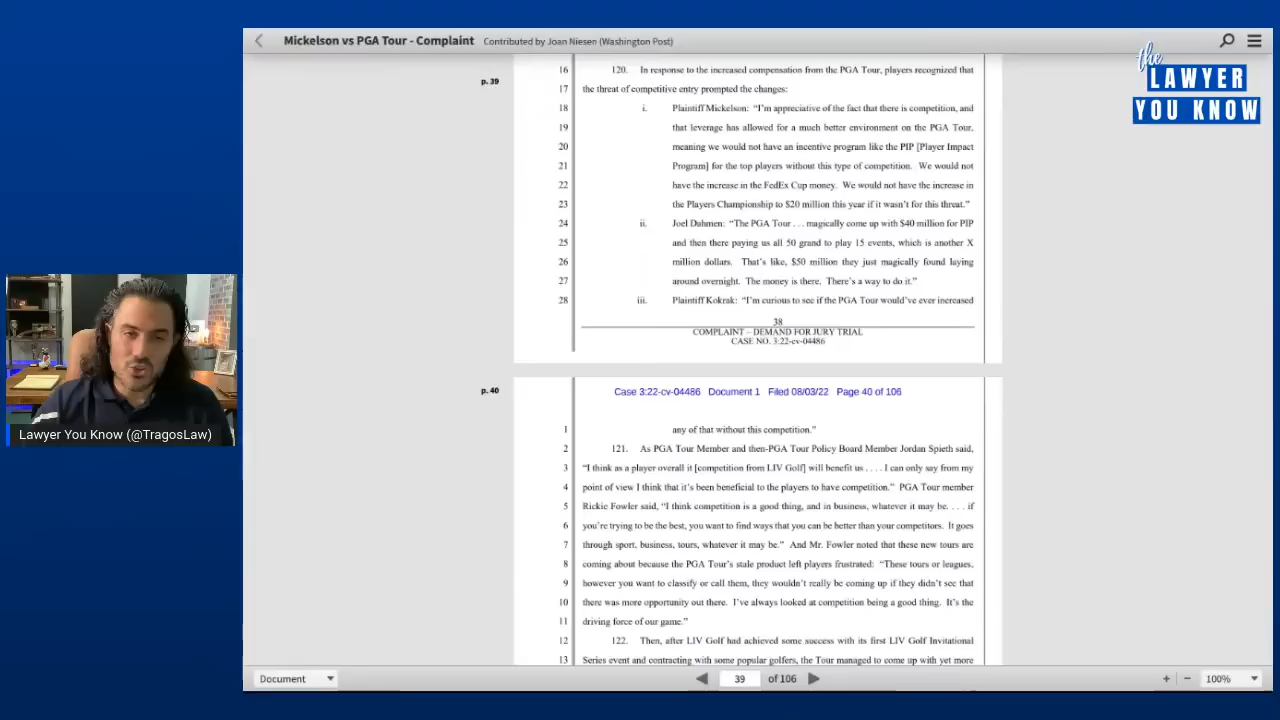 Mickelson vs PGA Tour - Complaint Contributed by Joan Niesen (Washington Post)
the
LAWYER
YOU KNOW
p. 39
16 120. In response to the increased compensation from the PGA Tour, players recognized that
17 the threat of competitive entry prompted the changes:
18 i. Plaintiff Mickelson: “I’m appreciative of the fact that there is competition, and
19 that leverage has allowed for a much better environment on the PGA Tour,
20 meaning we would not have an incentive program like the PIP [Player Impact
21 Program] for the top players without this type of competition. We would not
22 have the increase in the FedEx Cup money. We would not have the increase in
23 the Players Championship to $20 million this year if it wasn’t for this threat.”
24 ii. Joel Dahmen: “The PGA Tour . . . magically come up with $40 million for PIP
25 and then there paying us all 50 grand to play 15 events, which is another X
26 million dollars. That’s like, $50 million they just magically found laying
27 around overnight. The money is there. There’s a way to do it.”
28 iii. Plaintiff Kokrak: “I’m curious to see if the PGA Tour would’ve ever increased
38
COMPLAINT – DEMAND FOR JURY TRIAL
CASE NO. 3:22-cv-04486
p. 40
Case 3:22-cv-04486 Document 1 Filed 08/03/22 Page 40 of 106
1 any of that without this competition.”
2 121. As PGA Tour Member and then-PGA Tour Policy Board Member Jordan Spieth said,
3 “I think as a player overall it [competition from LIV Golf] will benefit us . . . . I can only say from my
4 point of view I think that it’s been beneficial to the players to have competition.” PGA Tour member
5 Rickie Fowler said, “I think competition is a good thing, and in business, whatever it may be. . . . if
6 you’re trying to be the best, you want to find ways that you can be better than your competitors. It goes
7 through sport, business, tours, whatever it may be.” And Mr. Fowler noted that these new tours are
8 coming about because the PGA Tour’s stale product left players frustrated: “These tours or leagues,
9 however you want to classify or call them, they wouldn’t really be coming up if they didn’t see that
10 there was more opportunity out there. I’ve always looked at competition being a good thing. It’s the
11 driving force of our game.”
12 122. Then, after LIV Golf had achieved some success with its first LIV Golf Invitational
13 Series event and contracting with some popular golfers, the Tour managed to come up with yet more
Lawyer You Know (@TragosLaw)
Document 39 of 106 + − 100%